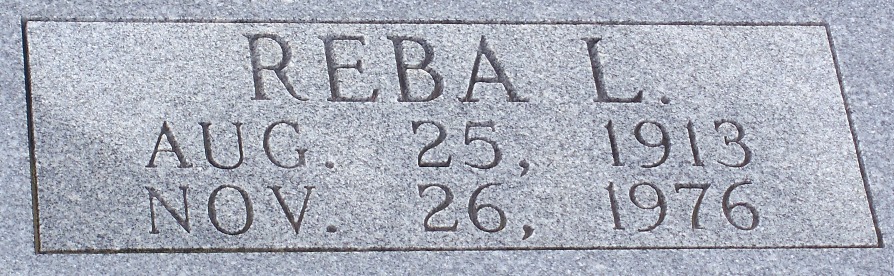 REBA L.
AUG. 25, 1913
NOV. 26, 1976